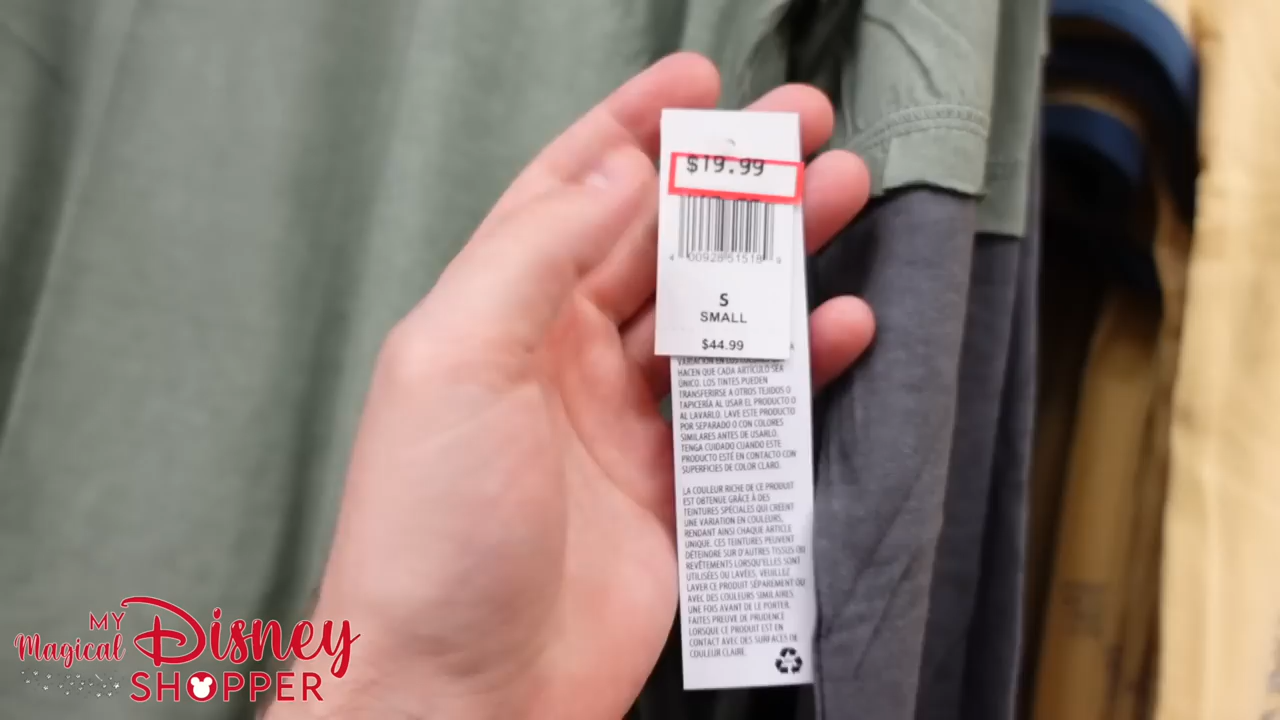 $19.99
4 00928 51518 9
S
SMALL
$44.99
HACEN QUE CADA ARTÍCULO SEA
ÚNICO. LOS TINTES PUEDEN
TRANSFERIRSE A OTROS TEJIDOS O
TAPICERÍA AL USAR EL PRODUCTO O
AL LAVARLO. LAVE ESTE PRODUCTO
POR SEPARADO O CON COLORES
SIMILARES ANTES DE USARLO.
TENGA CUIDADO CUANDO ESTE
PRODUCTO ESTÉ EN CONTACTO CON
SUPERFICIES DE COLOR CLARO.
LA COULEUR RICHE DE CE PRODUIT
EST OBTENUE GRÂCE À DES
TEINTURES SPÉCIALES QUI CRÉENT
UNE VARIATION EN COULEURS,
RENDANT AINSI CHAQUE ARTICLE
UNIQUE. CES TEINTURES PEUVENT
DÉTEINDRE SUR D'AUTRES TISSUS OU
REVÊTEMENTS LORSQU'ELLES SONT
UTILISÉES OU LAVÉES. VEUILLEZ
LAVER CE PRODUIT SÉPAREMENT OU
AVEC DES COULEURS SIMILAIRES
UNE FOIS AVANT DE LE PORTER.
FAITES PREUVE DE PRUDENCE
LORSQUE CE PRODUIT EST EN
CONTACT AVEC DES SURFACES DE
COULEUR CLAIRE.
MY
Magical Disney
SHOPPER